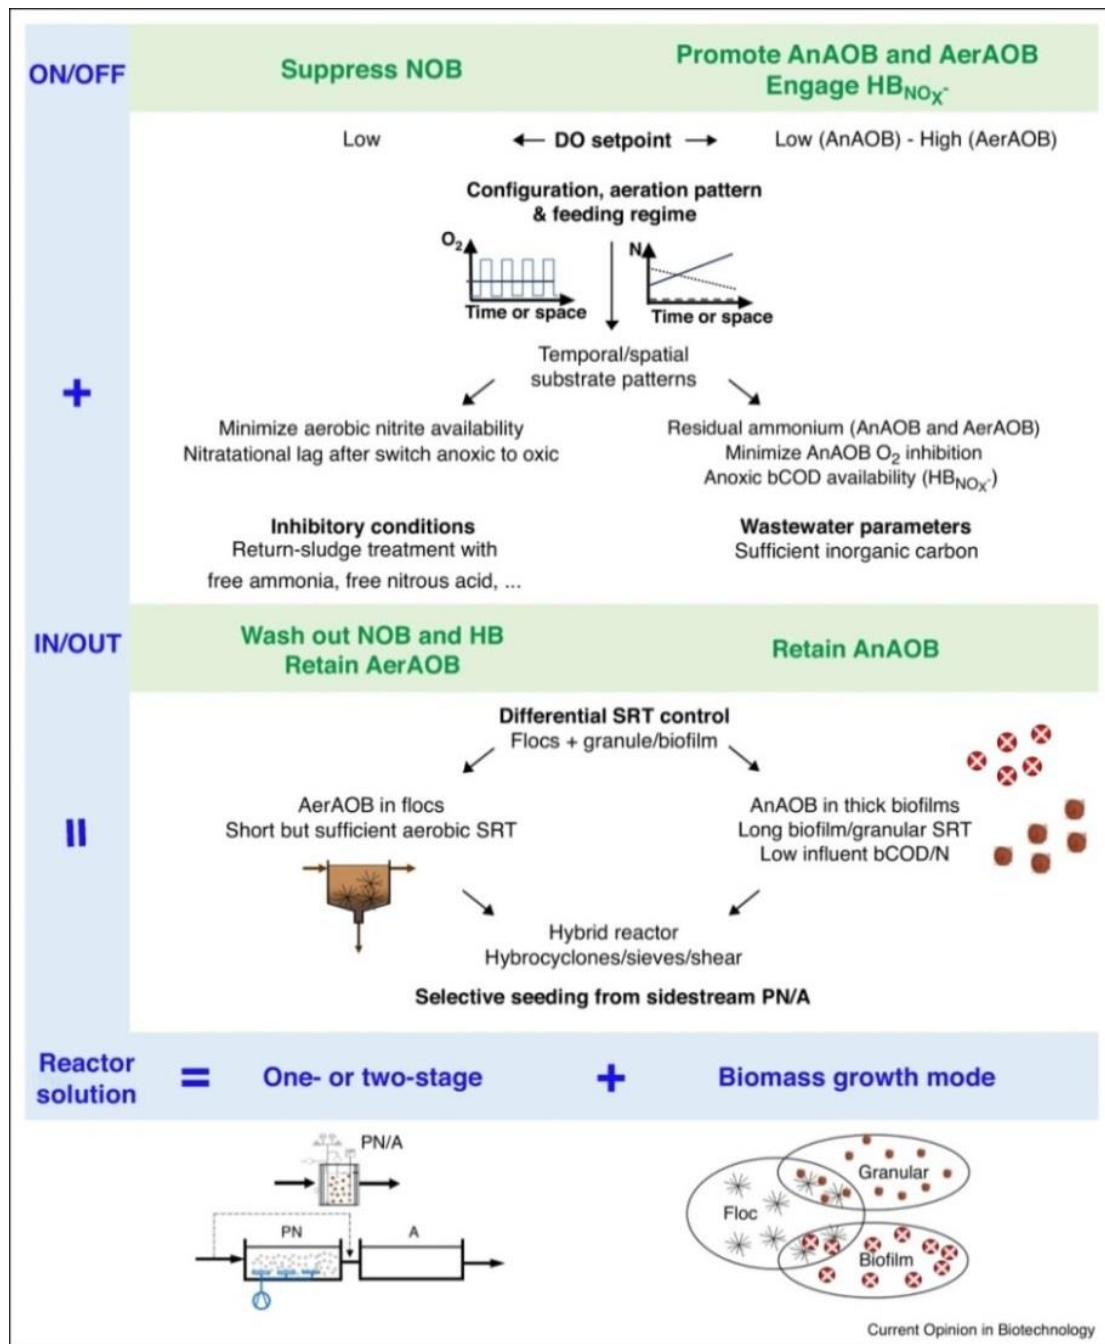 ON/OFF
Suppress NOB
Promote AnAOB and AerAOB
Engage HBNOx-
Low
← DO setpoint →
Low (AnAOB) - High (AerAOB)
Configuration, aeration pattern
& feeding regime
O2
N
Time or space
Time or space
Temporal/spatial
substrate patterns
+
Minimize aerobic nitrite availability
Nitratational lag after switch anoxic to oxic
Residual ammonium (AnAOB and AerAOB)
Minimize AnAOB O2 inhibition
Anoxic bCOD availability (HBNOx-)
Inhibitory conditions
Return-sludge treatment with
free ammonia, free nitrous acid, ...
Wastewater parameters
Sufficient inorganic carbon
IN/OUT
Wash out NOB and HB
Retain AerAOB
Retain AnAOB
Differential SRT control
Flocs + granule/biofilm
=
AerAOB in flocs
Short but sufficient aerobic SRT
AnAOB in thick biofilms
Long biofilm/granular SRT
Low influent bCOD/N
Hybrid reactor
Hybrocyclones/sieves/shear
Selective seeding from sidestream PN/A
Reactor
solution
= One- or two-stage + Biomass growth mode
PN/A
PN
A
Granular
Floc
Biofilm
Current Opinion in Biotechnology